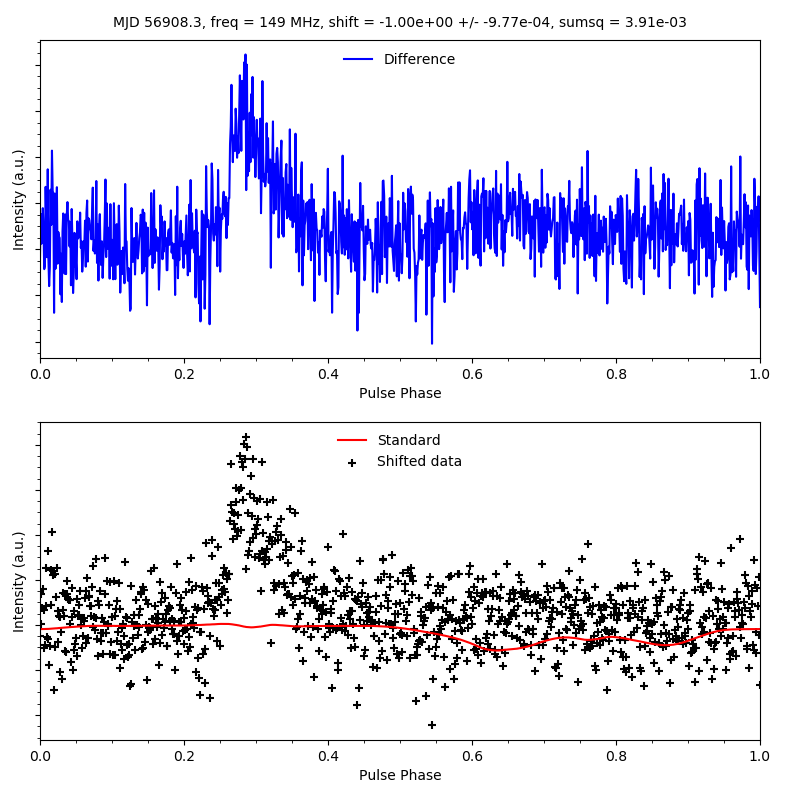 MJD 56908.3, freq = 149 MHz, shift = -1.00e+00 +/- -9.77e-04, sumsq = 3.91e-03
Difference
Intensity (a.u.)
0.0 0.2 0.4 0.6 0.8 1.0
Pulse Phase
Standard
Shifted data
Intensity (a.u.)
0.0 0.2 0.4 0.6 0.8 1.0
Pulse Phase